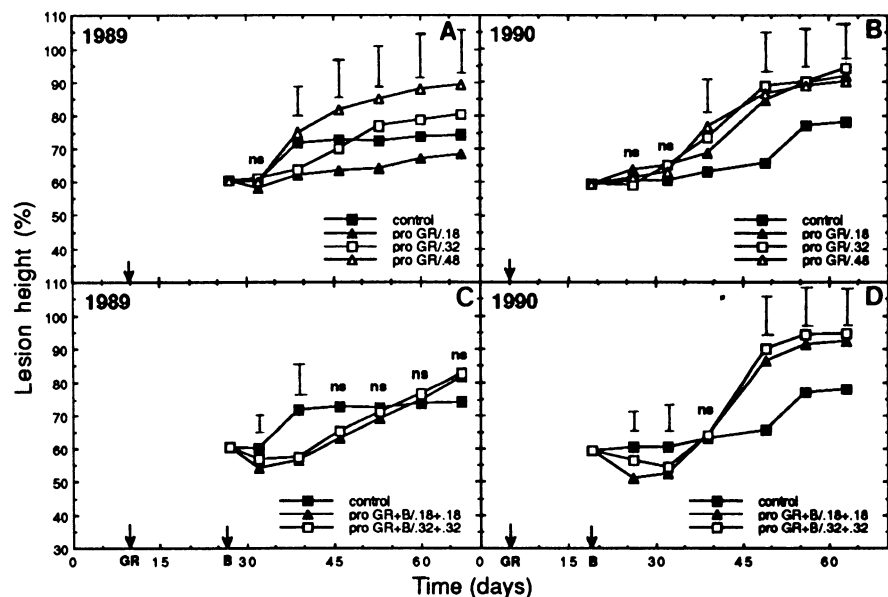 1989
A
1990
B
110
100
90
80
70
60
50
40
30
ns
ns
ns
control
pro GR/.18
pro GR/.32
pro GR/.48
control
pro GR/.18
pro GR/.32
pro GR/.48
Lesion height (%)
1989
C
1990
D
110
100
90
80
70
60
50
40
30
ns
ns
ns
ns
ns
control
pro GR+B/.18+.18
pro GR+B/.32+.32
control
pro GR+B/.18+.18
pro GR+B/.32+.32
0
GR
15
B
30
45
60
0
GR
15
B
30
45
60
Time (days)